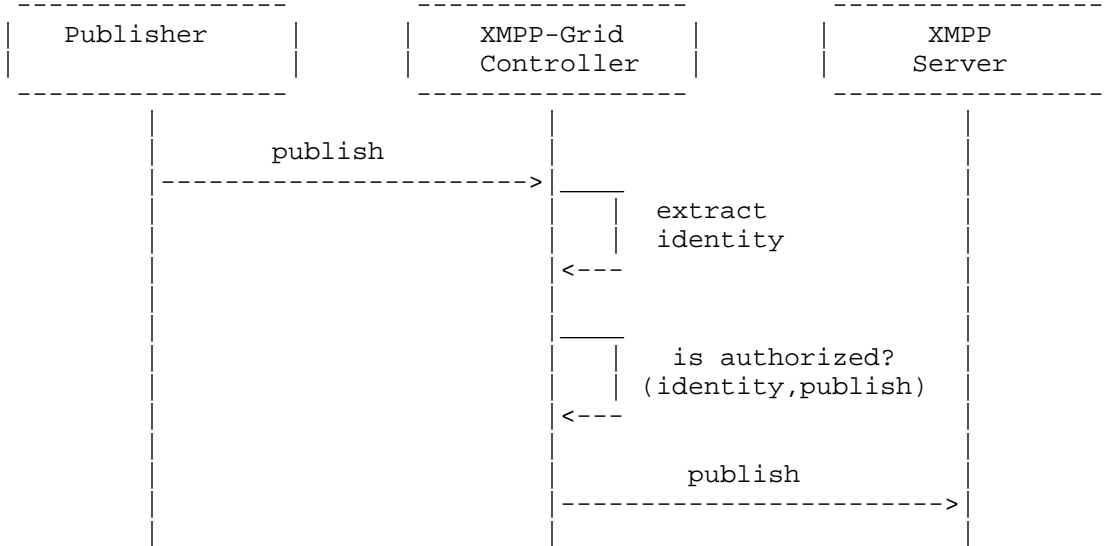 Publisher XMPP-Grid XMPP
Controller Server
publish
extract
identity
is authorized?
(identity,publish)
publish